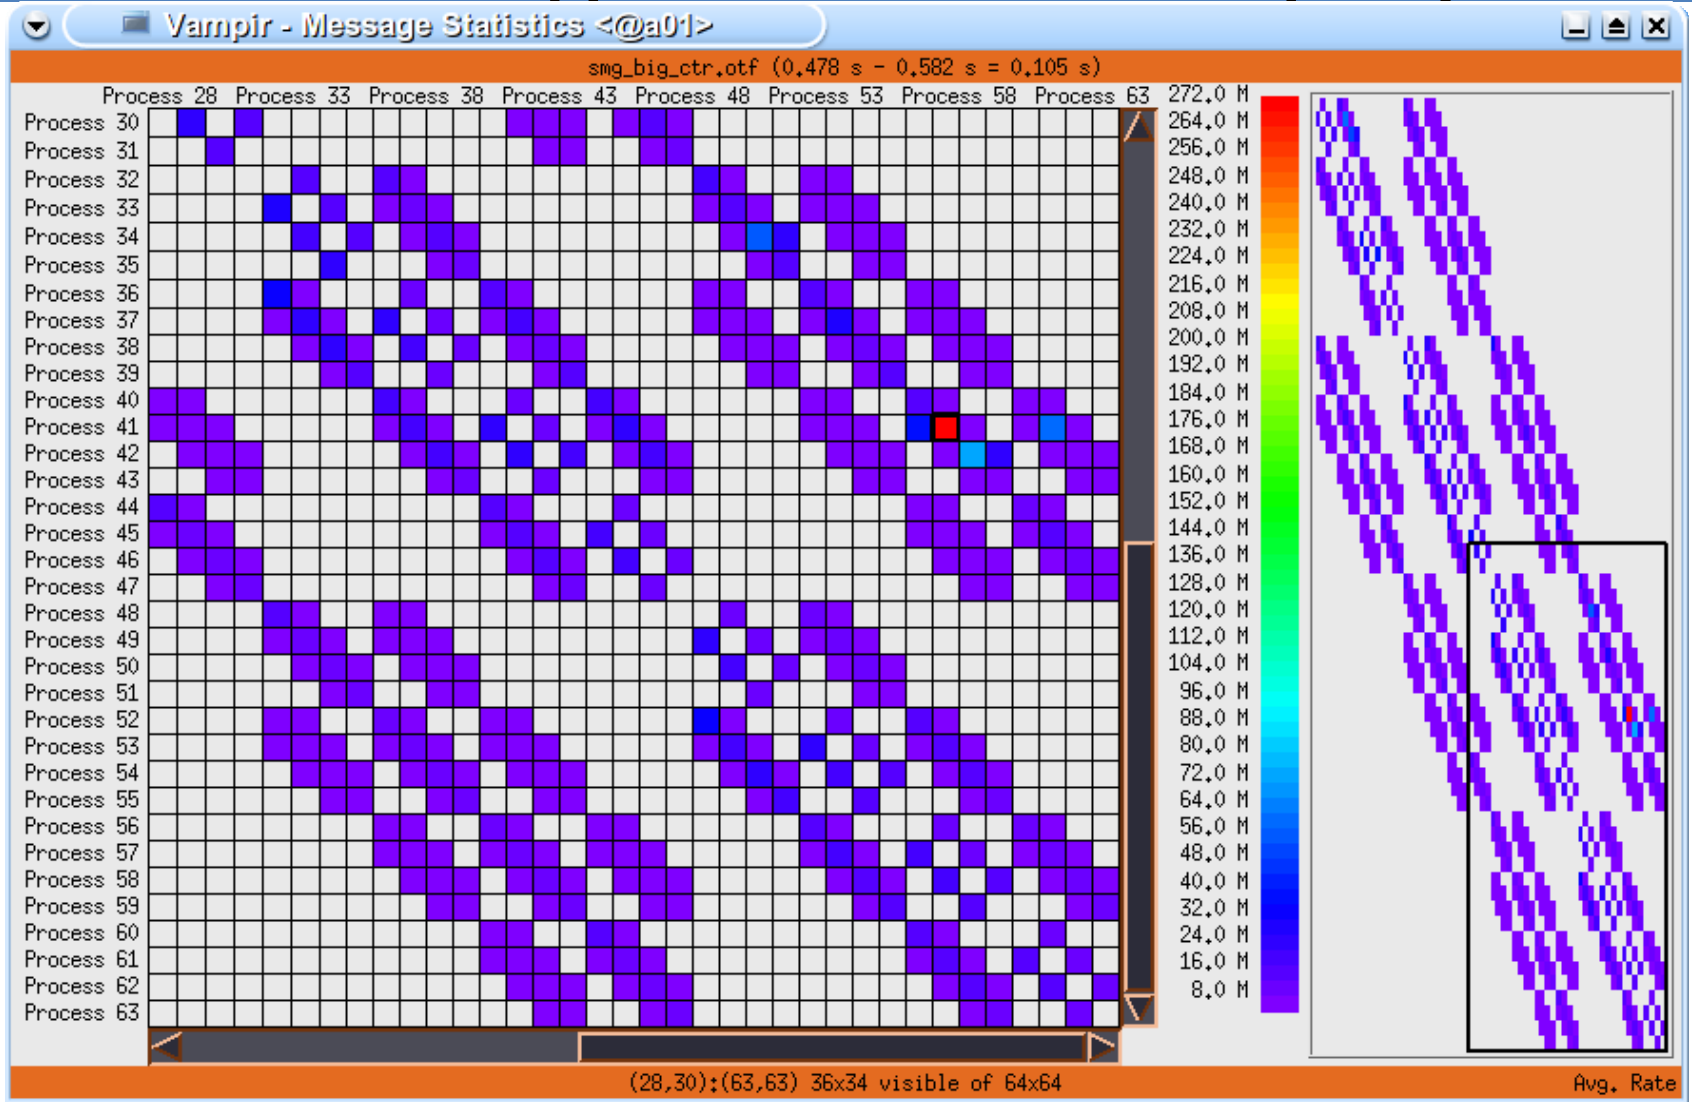 Vampir - Message Statistics <@a01>
smg_big_ctr.otf (0.478 s - 0.582 s = 0.105 s)
Process 28 Process 33 Process 38 Process 43 Process 48 Process 53 Process 58 Process 63
Process 30
Process 31
Process 32
Process 33
Process 34
Process 35
Process 36
Process 37
Process 38
Process 39
Process 40
Process 41
Process 42
Process 43
Process 44
Process 45
Process 46
Process 47
Process 48
Process 49
Process 50
Process 51
Process 52
Process 53
Process 54
Process 55
Process 56
Process 57
Process 58
Process 59
Process 60
Process 61
Process 62
Process 63
272.0 M
264.0 M
256.0 M
248.0 M
240.0 M
232.0 M
224.0 M
216.0 M
208.0 M
200.0 M
192.0 M
184.0 M
176.0 M
168.0 M
160.0 M
152.0 M
144.0 M
136.0 M
128.0 M
120.0 M
112.0 M
104.0 M
96.0 M
88.0 M
80.0 M
72.0 M
64.0 M
56.0 M
48.0 M
40.0 M
32.0 M
24.0 M
16.0 M
8.0 M
(28,30):(63,63) 36x34 visible of 64x64
Avg. Rate